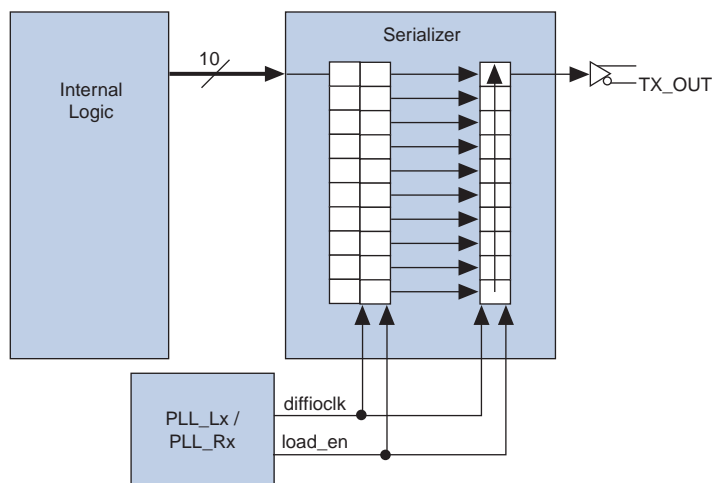 Serializer
10
Internal
Logic
TX_OUT
diffioclk
PLL_Lx /
PLL_Rx
load_en